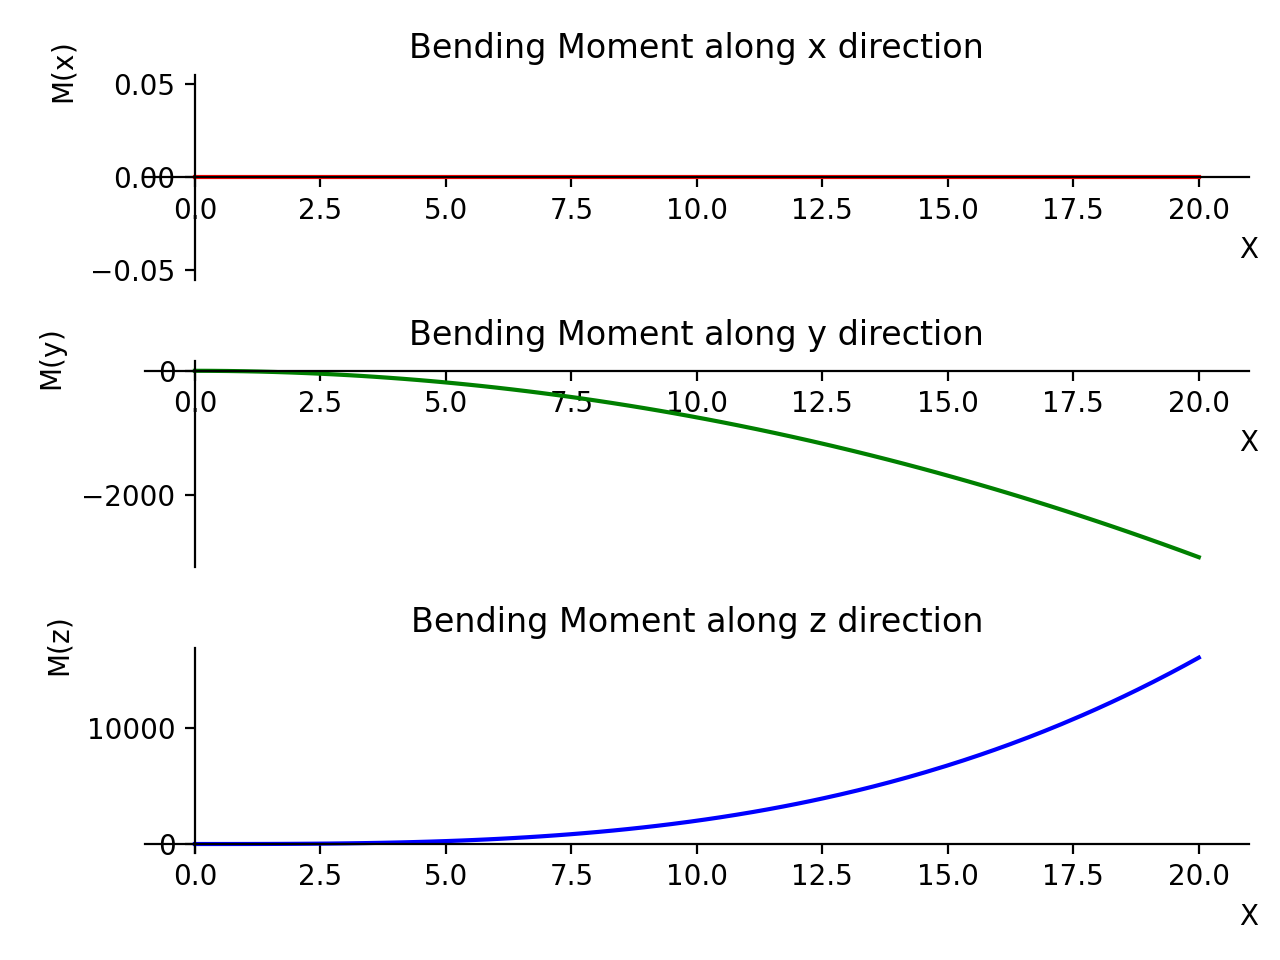 Bending Moment along x direction
M(x)
0.05
0.00
−0.05
0.0 2.5 5.0 7.5 10.0 12.5 15.0 17.5 20.0
X
Bending Moment along y direction
M(y)
0
−2000
0.0 2.5 5.0 7.5 10.0 12.5 15.0 17.5 20.0
X
Bending Moment along z direction
M(z)
10000
0
0.0 2.5 5.0 7.5 10.0 12.5 15.0 17.5 20.0
X